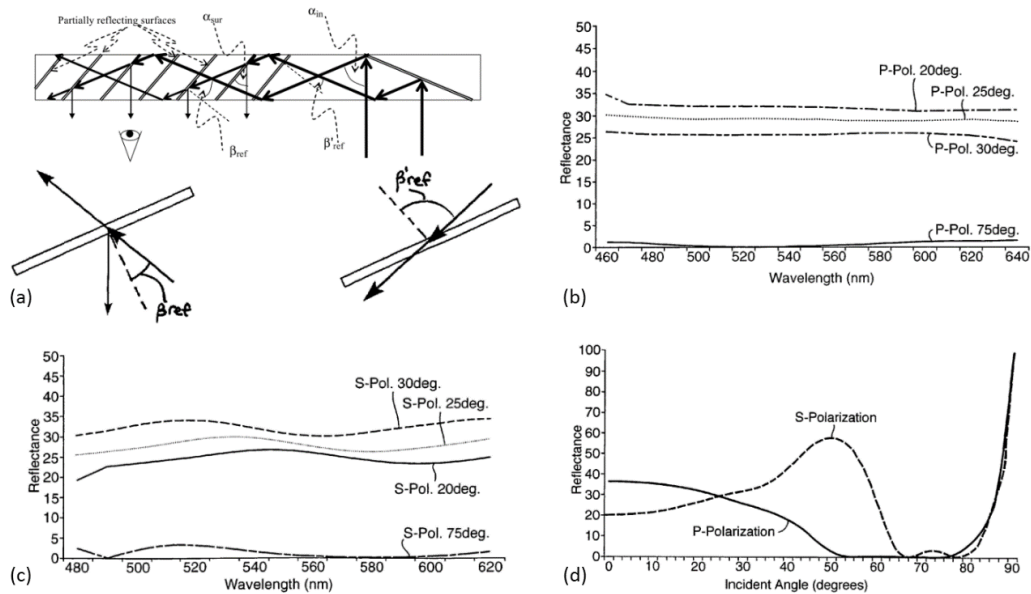 Partially reflecting surfaces
αsur
αin
βref
β'ref
β'ref
βref
(a)
50
45
40
35
30
25
20
15
10
5
0
Reflectance
P-Pol. 20deg.
P-Pol. 25deg.
P-Pol. 30deg.
P-Pol. 75deg.
460 480 500 520 540 560 580 600 620 640
Wavelength (nm)
(b)
50
45
40
35
30
25
20
15
10
5
0
Reflectance
S-Pol. 30deg.
S-Pol. 25deg.
S-Pol. 20deg.
S-Pol. 75deg.
480 500 520 540 560 580 600 620
Wavelength (nm)
(c)
100
90
80
70
60
50
40
30
20
10
0
Reflectance
S-Polarization
P-Polarization
0 10 20 30 40 50 60 70 80 90
Incident Angle (degrees)
(d)